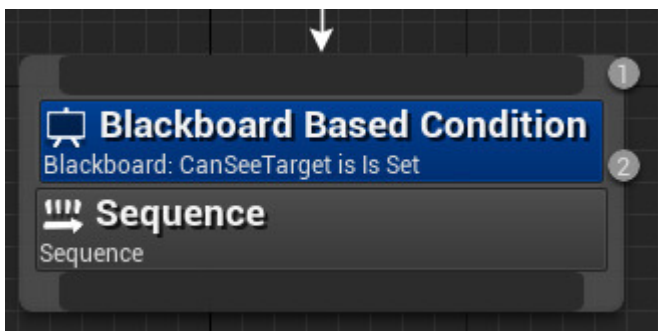 1
Blackboard Based Condition
Blackboard: CanSeeTarget is Is Set
2
Sequence
Sequence